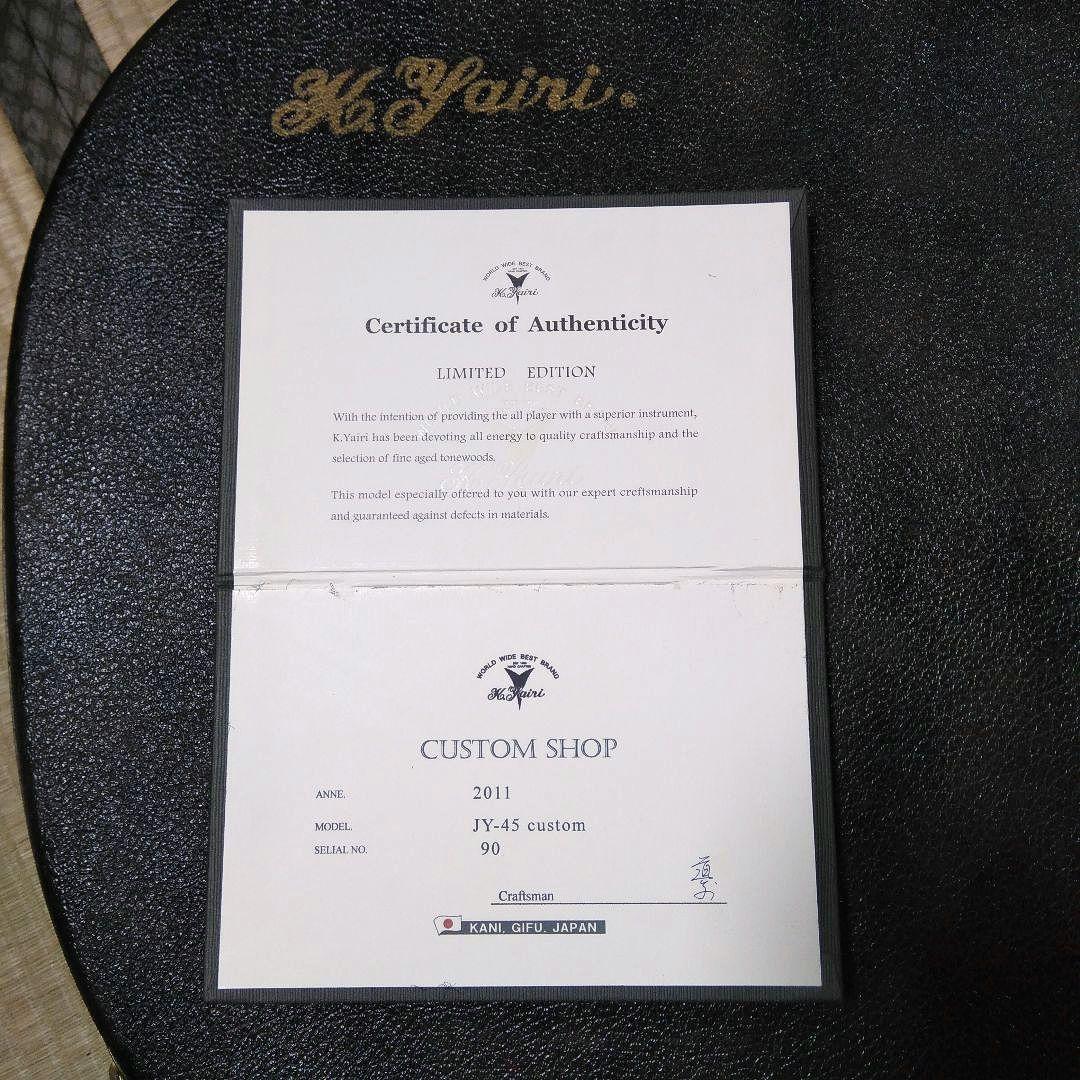 K. Yairi.
WORLD WIDE BEST BRAND
K. Yairi
Certificate of Authenticity
LIMITED EDITION
With the intention of providing the all player with a superior instrument,
K.Yairi has been devoting all energy to quality craftsmanship and the
selection of fine aged tonewoods.
This model especially offered to you with our expert creftsmanship
and guaranteed against defects in materials.
WORLD WIDE BEST BRAND
K. Yairi
CUSTOM SHOP
ANNE. 2011
MODEL. JY-45 custom
SELIAL NO. 90
Craftsman
KANI, GIFU, JAPAN